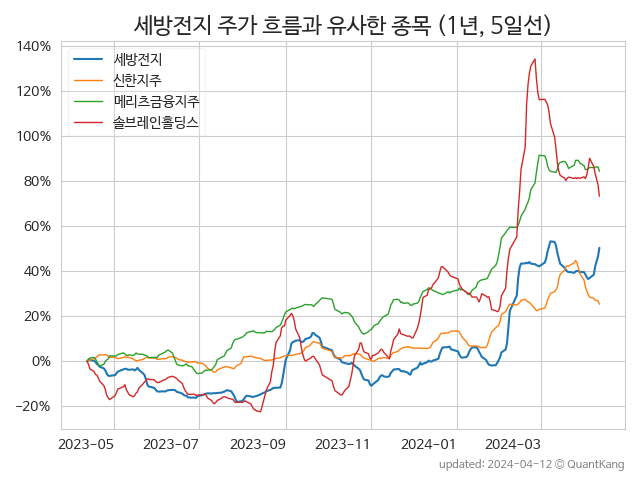 세방전지 주가 흐름과 유사한 종목 (1년, 5일선)
140%
120%
100%
80%
60%
40%
20%
0%
−20%
세방전지
신한지주
메리츠금융지주
솔브레인홀딩스
2023-05
2023-07
2023-09
2023-11
2024-01
2024-03
updated: 2024-04-12 © QuantKang